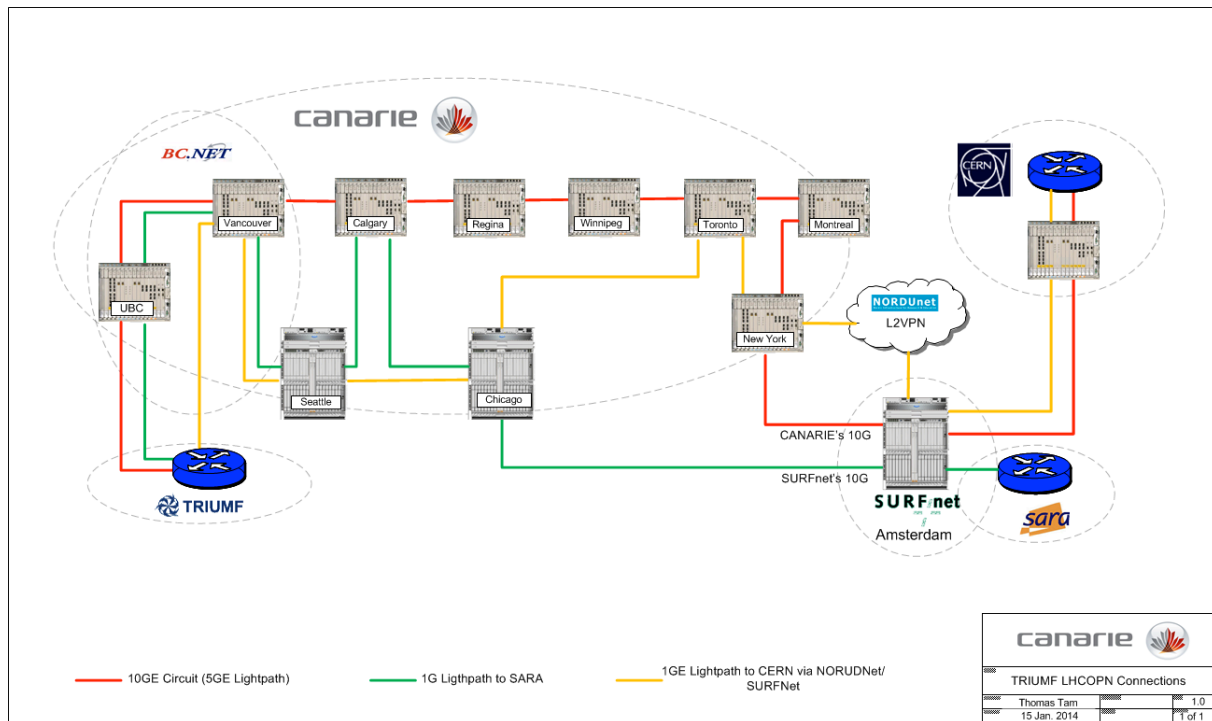 canarie
BC.NET
CERN
Vancouver
Calgary
Regina
Winnipeg
Toronto
Montreal
UBC
NORDUnet
L2VPN
New York
Seattle
Chicago
CANARIE's 10G
SURFnet's 10G
TRIUMF
SURFnet
Amsterdam
sara
10GE Circuit (5GE Lightpath)
1G Ligthpath to SARA
1GE Lightpath to CERN via NORUDNet/
SURFNet
canarie
TRIUMF LHCOPN Connections
Thomas Tam
1.0
15 Jan. 2014
1 of 1